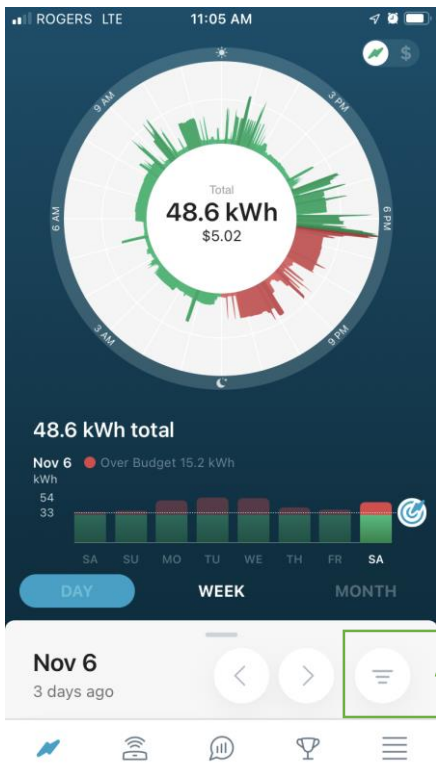 ROGERS LTE 11:05 AM
$
9 AM
3 PM
6 AM
6 PM
3 AM
9 PM
Total
48.6 kWh
$5.02
48.6 kWh total
Nov 6 Over Budget 15.2 kWh
kWh
54
33
SA SU MO TU WE TH FR SA
DAY WEEK MONTH
Nov 6
3 days ago